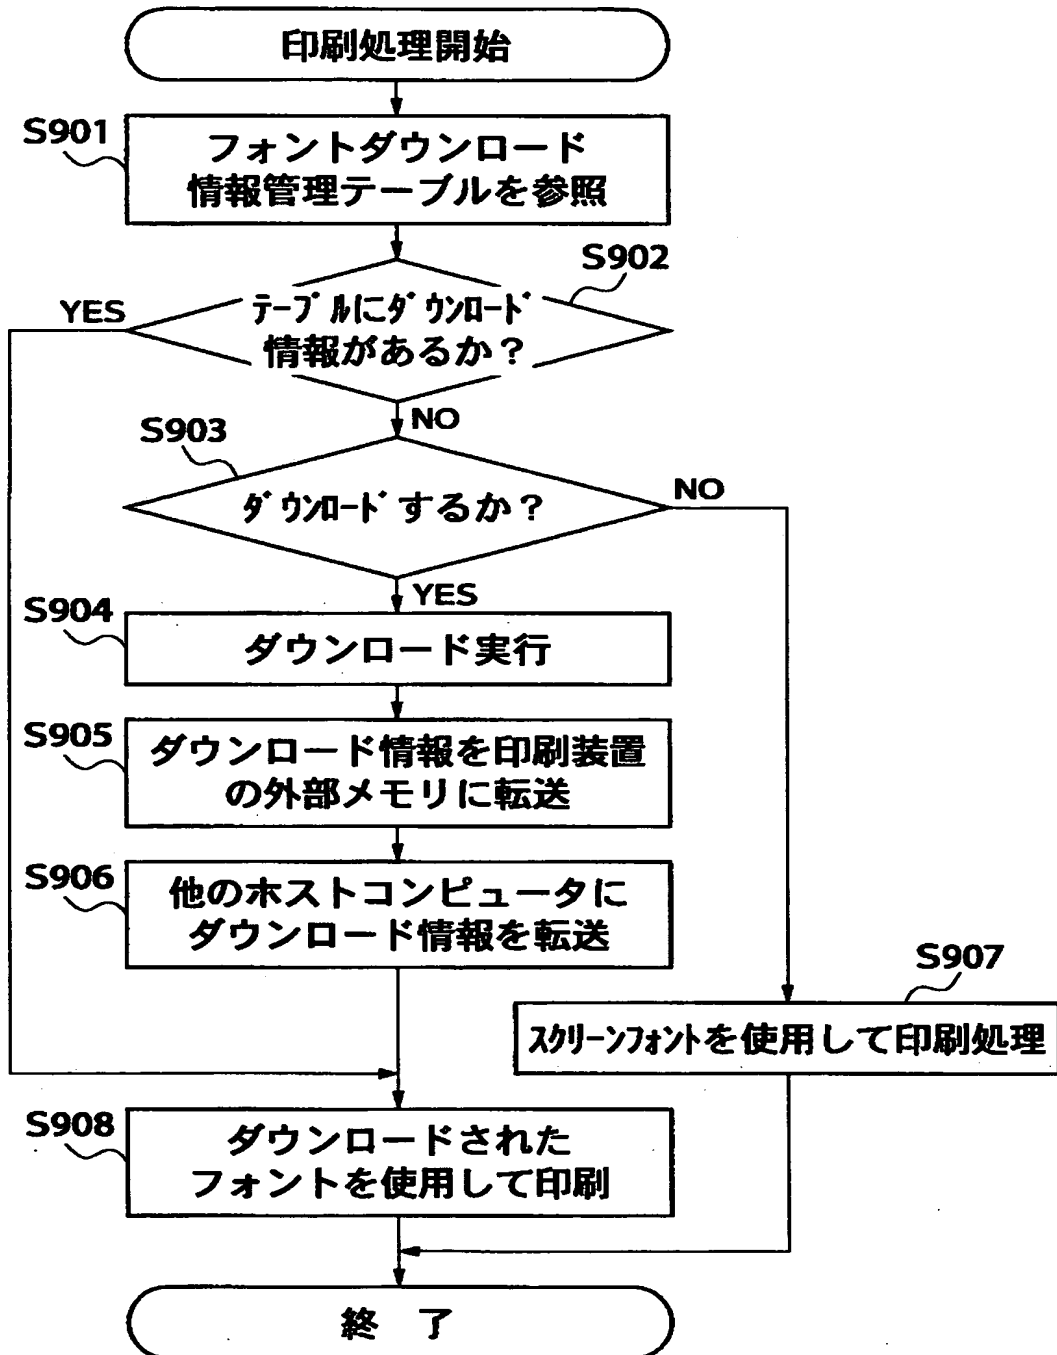 印刷処理開始
S901
フォントダウンロード
情報管理テーブルを参照
S902
YES
ﾃｰﾌﾞﾙにﾀﾞｳﾝﾛｰﾄﾞ
情報があるか？
NO
S903
ﾀﾞｳﾝﾛｰﾄﾞするか？
NO
YES
S904
ダウンロード実行
S905
ダウンロード情報を印刷装置
の外部メモリに転送
S906
他のホストコンピュータに
ダウンロード情報を転送
S907
ｽｸﾘｰﾝﾌｫﾝﾄを使用して印刷処理
S908
ダウンロードされた
フォントを使用して印刷
終 了